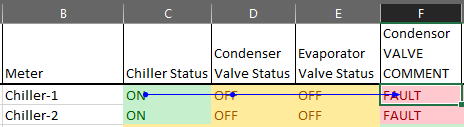 B C D E F
Condensor
Condenser Evaporator VALVE
Meter Chiller Status Valve Status Valve Status COMMENT
Chiller-1 ON OFF OFF FAULT
Chiller-2 ON OFF OFF FAULT